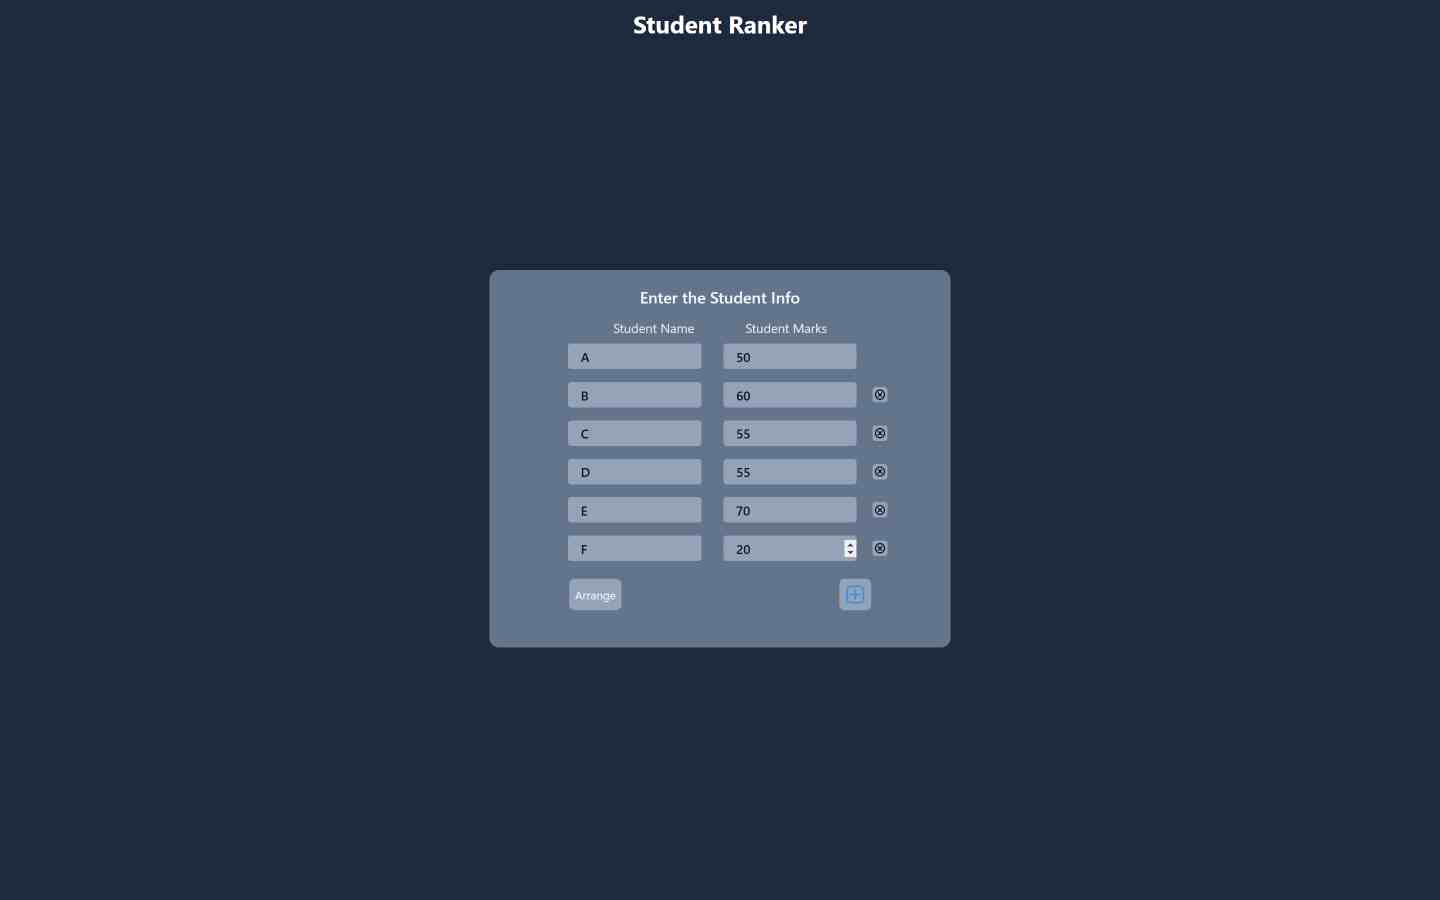 Student Ranker
Enter the Student Info
Student Name Student Marks
A 50
B 60
C 55
D 55
E 70
F 20
Arrange